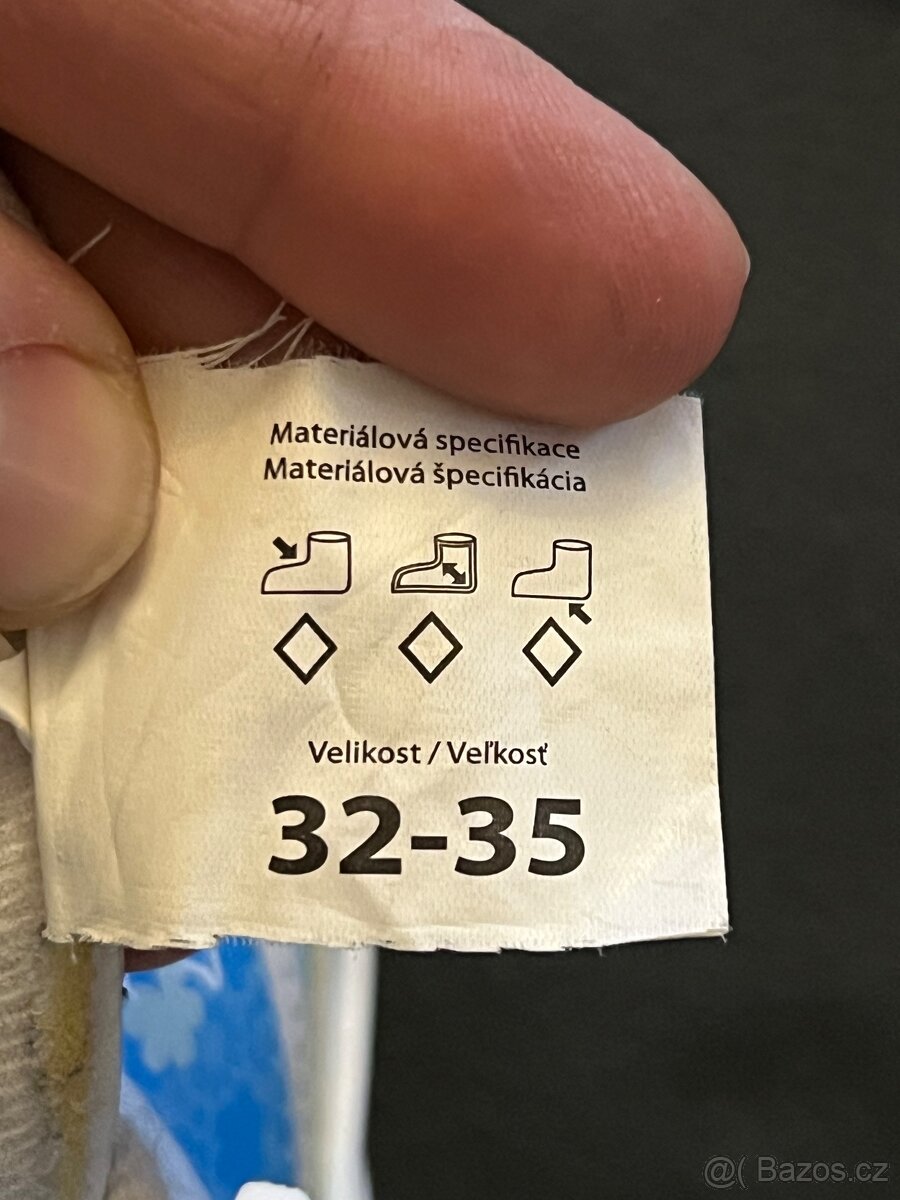 Materiálová specifikace
Materiálová špecifikácia
Velikost / Veľkosť
32-35
@( Bazos.cz